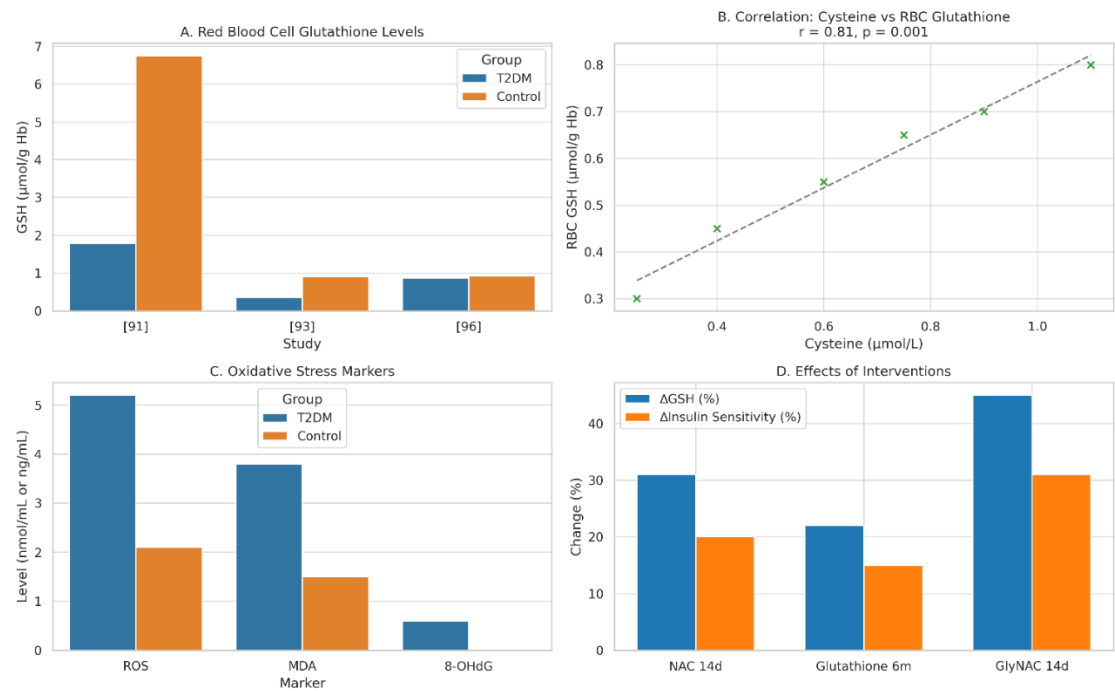 A. Red Blood Cell Glutathione Levels
GSH (μmol/g Hb)
7
6
5
4
3
2
1
0
Group
T2DM
Control
[91]
[93]
[96]
Study
B. Correlation: Cysteine vs RBC Glutathione
r = 0.81, p = 0.001
RBC GSH (μmol/g Hb)
0.8
0.7
0.6
0.5
0.4
0.3
0.4
0.6
0.8
1.0
Cysteine (μmol/L)
C. Oxidative Stress Markers
Level (nmol/mL or ng/mL)
5
4
3
2
1
0
Group
T2DM
Control
ROS
MDA
8-OHdG
Marker
D. Effects of Interventions
Change (%)
40
30
20
10
0
ΔGSH (%)
ΔInsulin Sensitivity (%)
NAC 14d
Glutathione 6m
GlyNAC 14d